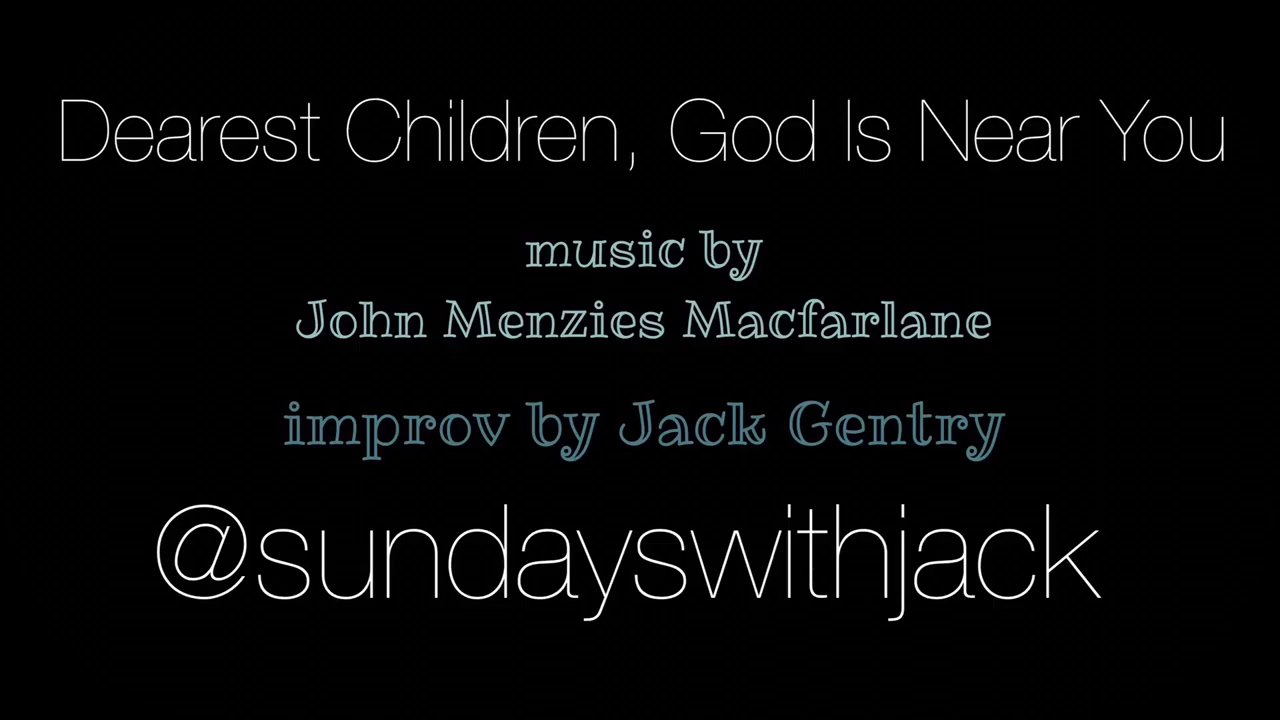 Dearest Children, God Is Near You
music by
John Menzies Macfarlane
improv by Jack Gentry
@sundayswithjack